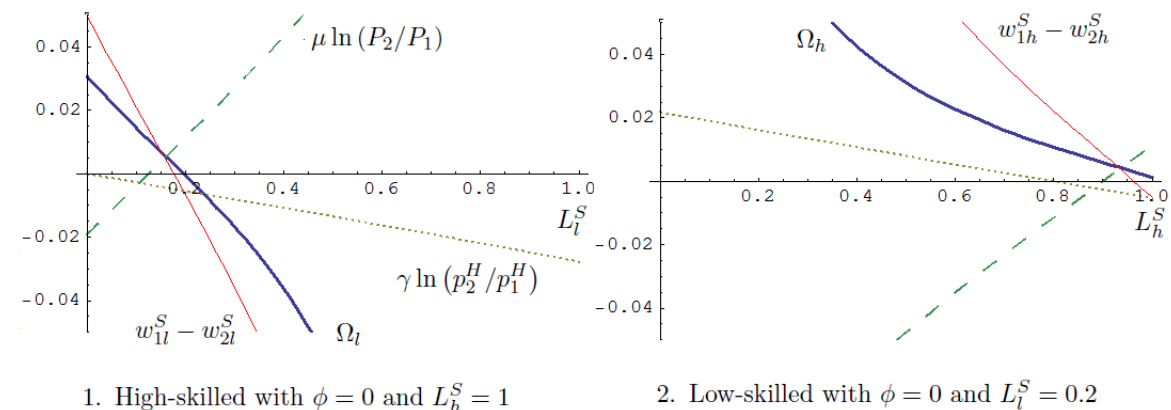 0.04
0.02
-0.02
-0.04
0.2
0.4
0.6
0.8
1.0
μ ln (P₂/P₁)
L_l^S
γ ln (p_2^H/p_1^H)
w_{1l}^S − w_{2l}^S
Ω_l
1. High-skilled with ϕ = 0 and L_h^S = 1
0.04
0.02
-0.02
-0.04
0.2
0.4
0.6
0.8
1.0
Ω_h
w_{1h}^S − w_{2h}^S
L_h^S
2. Low-skilled with ϕ = 0 and L_l^S = 0.2